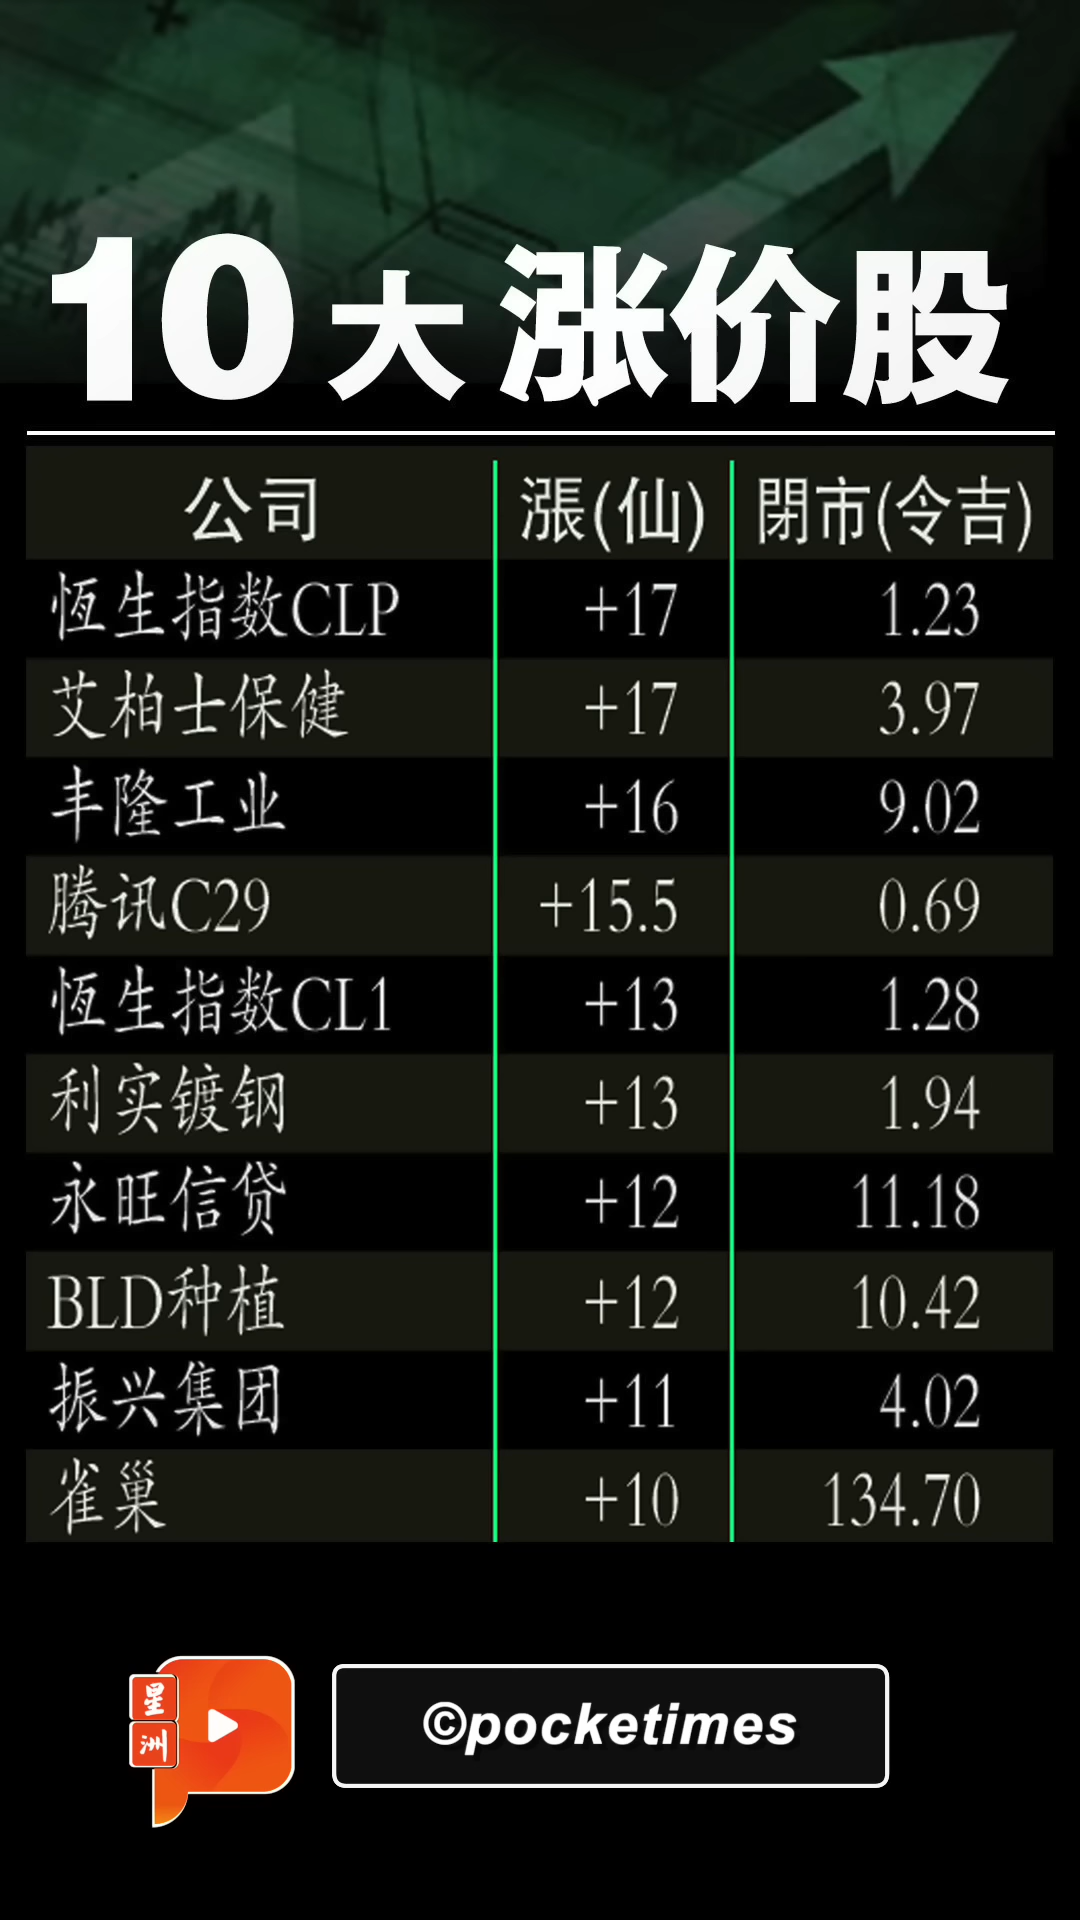 10大涨价股
公司 漲(仙) 閉市(令吉)
恆生指数CLP +17 1.23
艾柏士保健 +17 3.97
丰隆工业 +16 9.02
腾讯C29 +15.5 0.69
恆生指数CL1 +13 1.28
利实镀钢 +13 1.94
永旺信贷 +12 11.18
BLD种植 +12 10.42
振兴集团 +11 4.02
雀巢 +10 134.70
星洲
©pocketimes